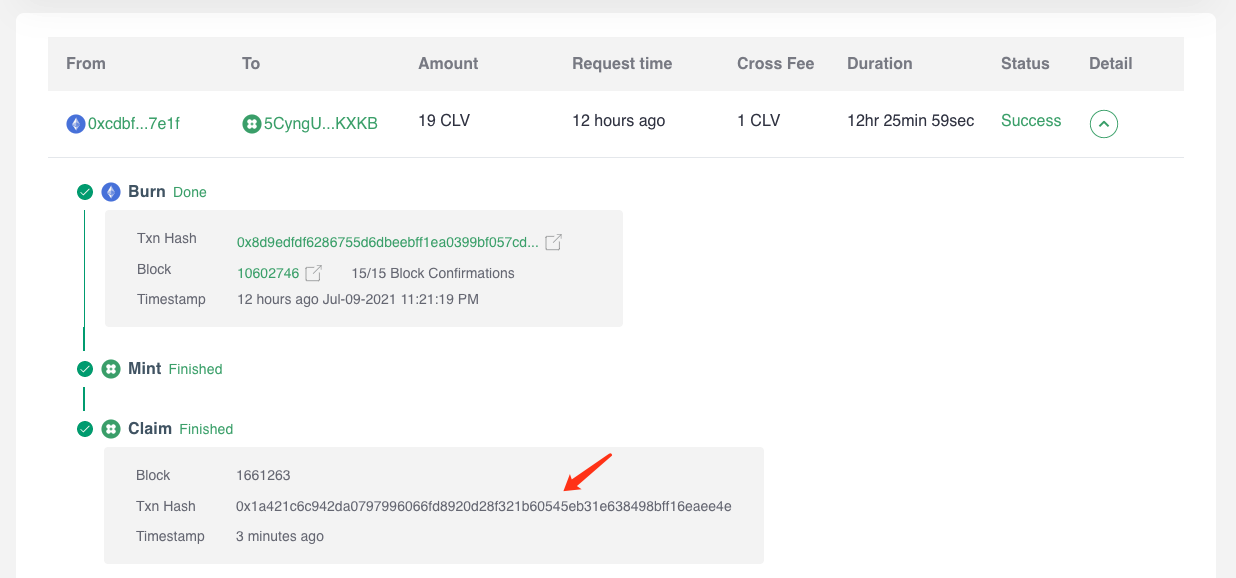 From To Amount Request time Cross Fee Duration Status Detail
0xcdbf...7e1f 5CyngU...KXKB 19 CLV 12 hours ago 1 CLV 12hr 25min 59sec Success
Burn Done
Txn Hash 0x8d9edfdf6286755d6dbeebff1ea0399bf057cd...
Block 10602746 15/15 Block Confirmations
Timestamp 12 hours ago Jul-09-2021 11:21:19 PM
Mint Finished
Claim Finished
Block 1661263
Txn Hash 0x1a421c6c942da0797996066fd8920d28f321b60545eb31e638498bff16eaee4e
Timestamp 3 minutes ago